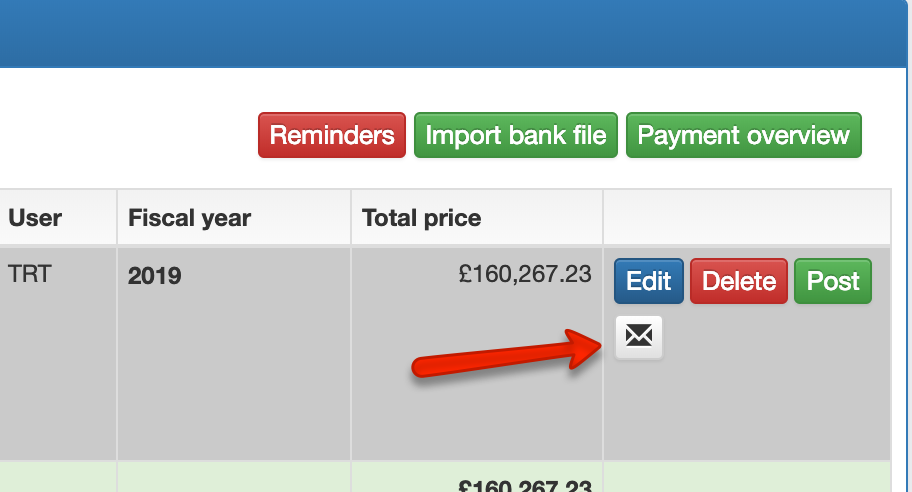 Reminders Import bank file Payment overview
User Fiscal year Total price
TRT 2019 £160,267.23 Edit Delete Post
£160,267.23